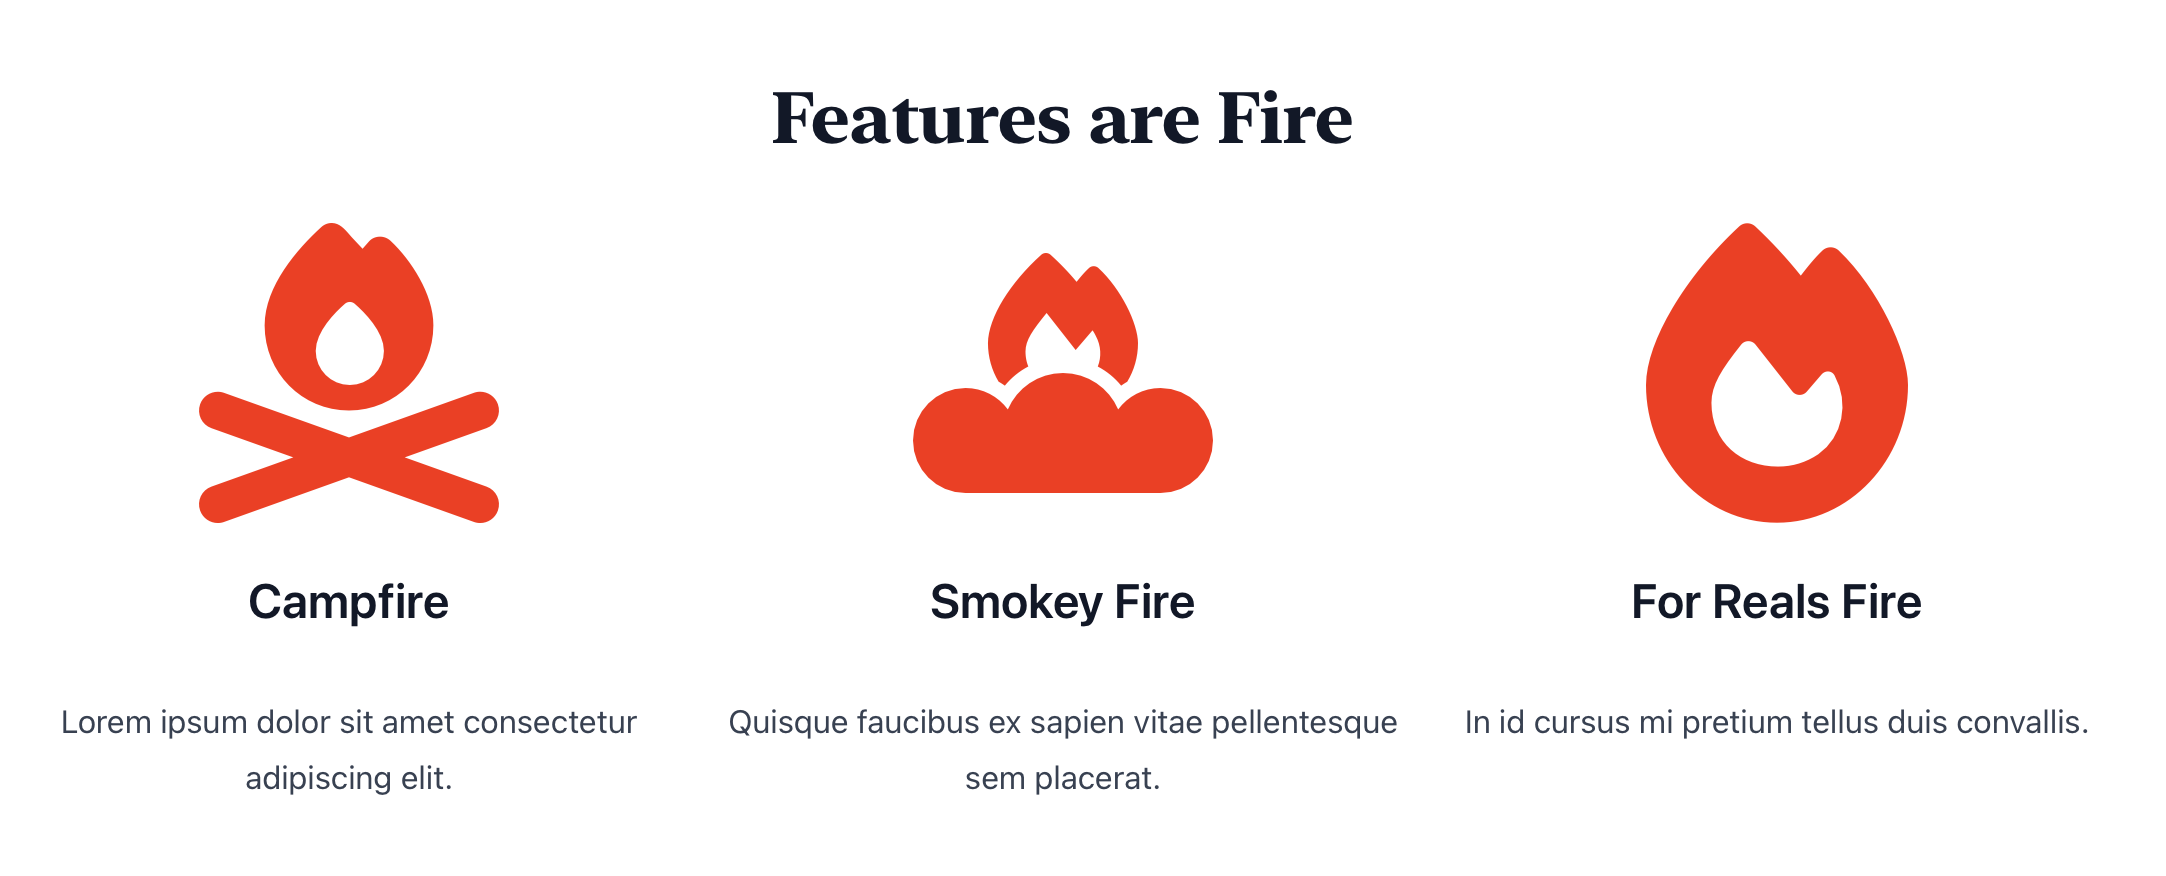 Features are Fire
Campfire
Lorem ipsum dolor sit amet consectetur
adipiscing elit.
Smokey Fire
Quisque faucibus ex sapien vitae pellentesque
sem placerat.
For Reals Fire
In id cursus mi pretium tellus duis convallis.